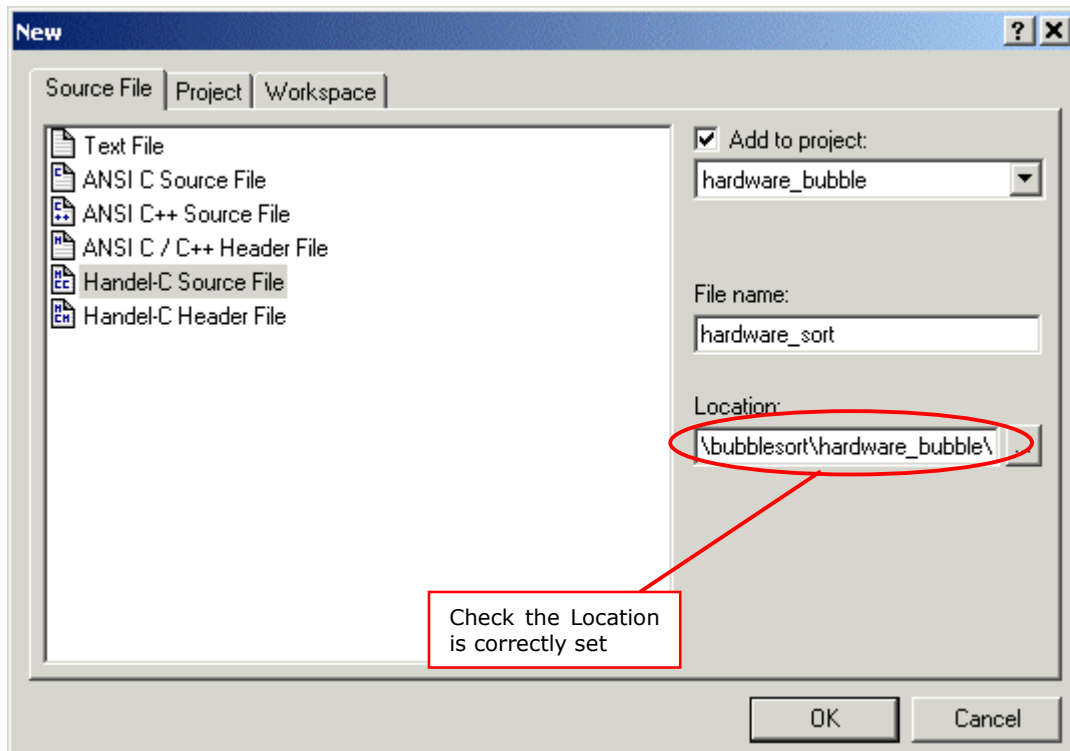 New
Source File Project Workspace
Text File
ANSI C Source File
ANSI C++ Source File
ANSI C / C++ Header File
Handel-C Source File
Handel-C Header File
Add to project:
hardware_bubble
File name:
hardware_sort
Location:
\bubblesort\hardware_bubble\
...
Check the Location
is correctly set
OK Cancel